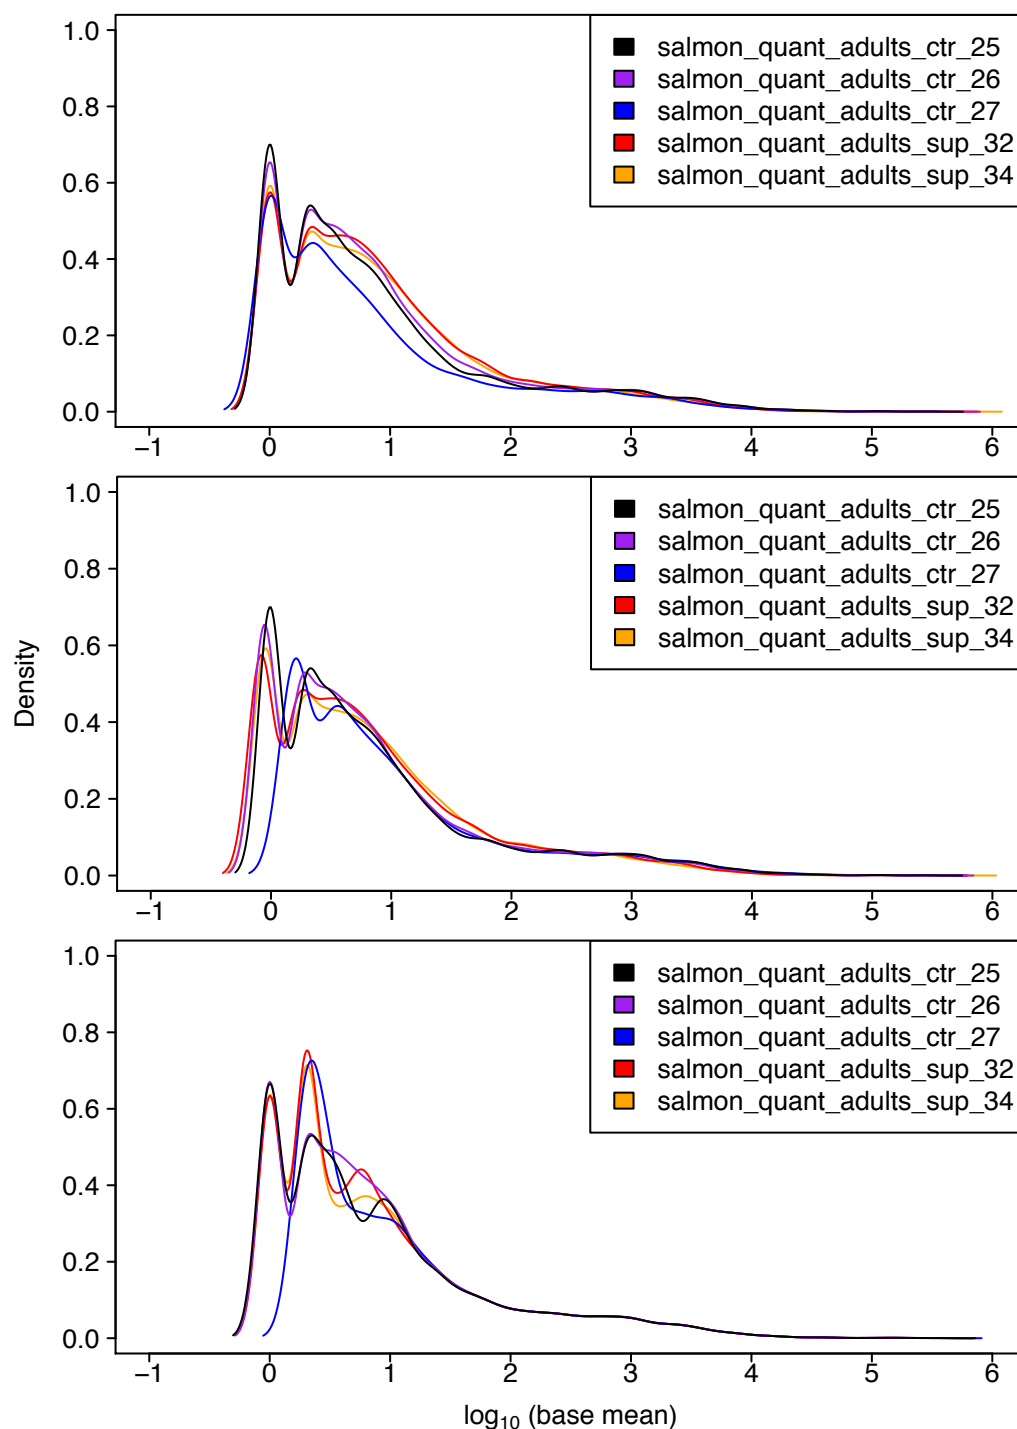 1.0
0.8
0.6
0.4
0.2
0.0
−1 0 1 2 3 4 5 6
salmon_quant_adults_ctr_25
salmon_quant_adults_ctr_26
salmon_quant_adults_ctr_27
salmon_quant_adults_sup_32
salmon_quant_adults_sup_34
Density
1.0
0.8
0.6
0.4
0.2
0.0
−1 0 1 2 3 4 5 6
salmon_quant_adults_ctr_25
salmon_quant_adults_ctr_26
salmon_quant_adults_ctr_27
salmon_quant_adults_sup_32
salmon_quant_adults_sup_34
1.0
0.8
0.6
0.4
0.2
0.0
−1 0 1 2 3 4 5 6
salmon_quant_adults_ctr_25
salmon_quant_adults_ctr_26
salmon_quant_adults_ctr_27
salmon_quant_adults_sup_32
salmon_quant_adults_sup_34
log₁₀ (base mean)